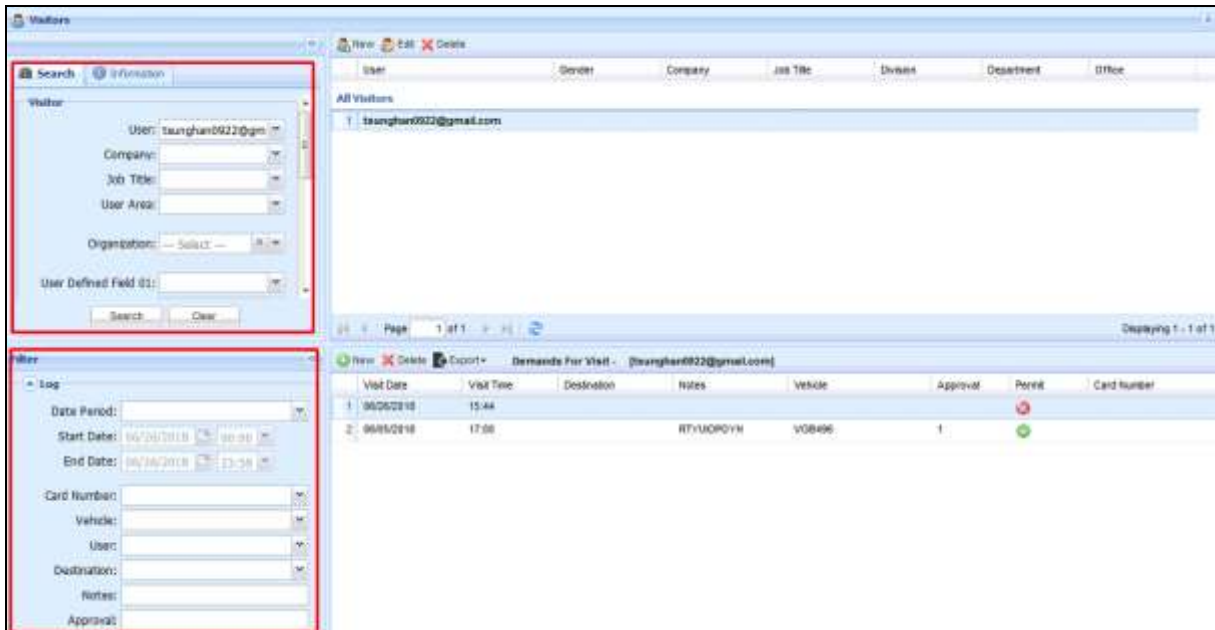 Visitors
Search Information
Visitor
User: tsunghan0922@gm
Company:
Job Title:
User Area:
Organization: --- Select ---
User Defined Field 01:
Search Clear
New Edit Delete
User Gender Company Job Title Division Department Office
All Visitors
1 tsunghan0922@gmail.com
Page 1 of 1
Displaying 1 - 1 of 1
Filter
Log
Date Period:
Start Date: 06/26/2018 00:00
End Date: 06/26/2018 23:59
Card Number:
Vehicle:
User:
Destination:
Notes:
Approval:
New Delete Export Demands For Visit - [tsunghan0922@gmail.com]
Visit Date Visit Time Destination Notes Vehicle Approval Permit Card Number
1 06/26/2018 15:44
2 06/05/2018 17:00 1